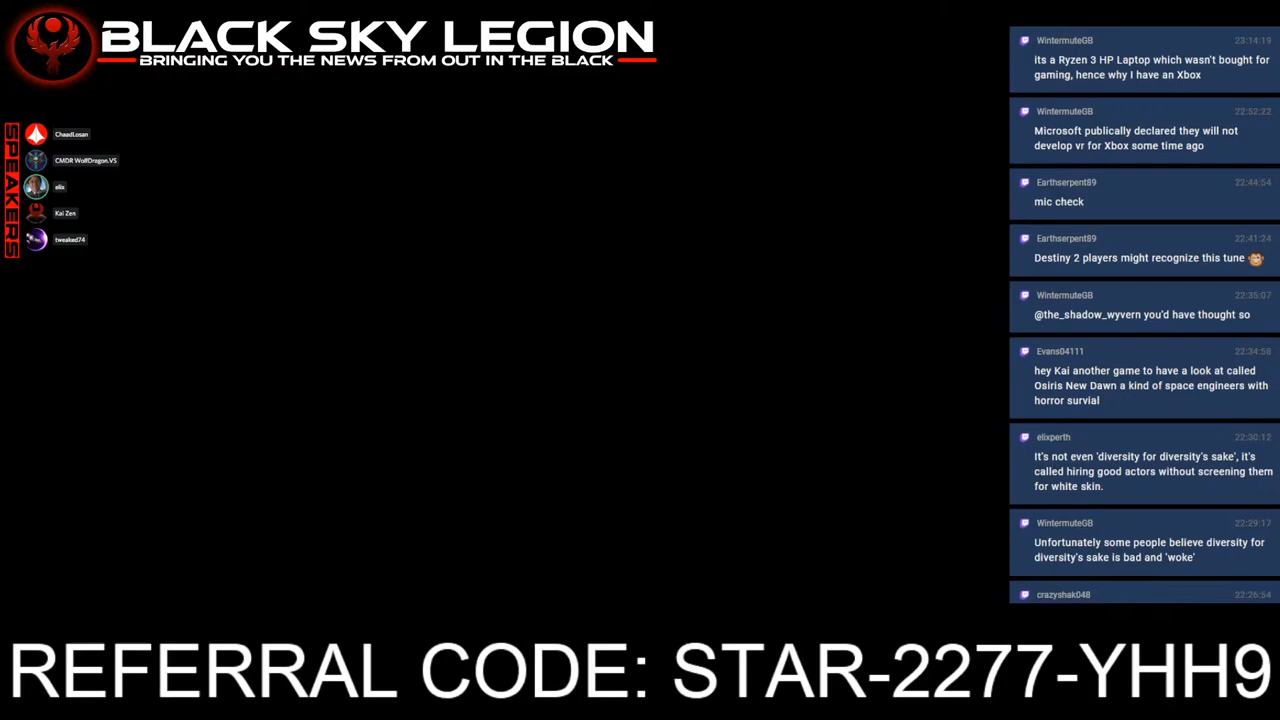 BLACK SKY LEGION
BRINGING YOU THE NEWS FROM OUT IN THE BLACK
SPEAKERS
ChaadLosan
CMDR WolfDragon.VS
elix
Kai Zen
tweaked74
WintermuteGB 23:14:19
its a Ryzen 3 HP Laptop which wasn't bought for
gaming, hence why I have an Xbox
WintermuteGB 22:52:22
Microsoft publically declared they will not
develop vr for Xbox some time ago
Earthserpent89 22:44:54
mic check
Earthserpent89 22:41:24
Destiny 2 players might recognize this tune
WintermuteGB 22:35:07
@the_shadow_wyvern you'd have thought so
Evans04111 22:34:58
hey Kai another game to have a look at called
Osiris New Dawn a kind of space engineers with
horror survial
elixperth 22:30:12
It's not even 'diversity for diversity's sake', it's
called hiring good actors without screening them
for white skin.
WintermuteGB 22:29:17
Unfortunately some people believe diversity for
diversity's sake is bad and 'woke'
crazyshak048 22:26:54
REFERRAL CODE: STAR-2277-YHH9